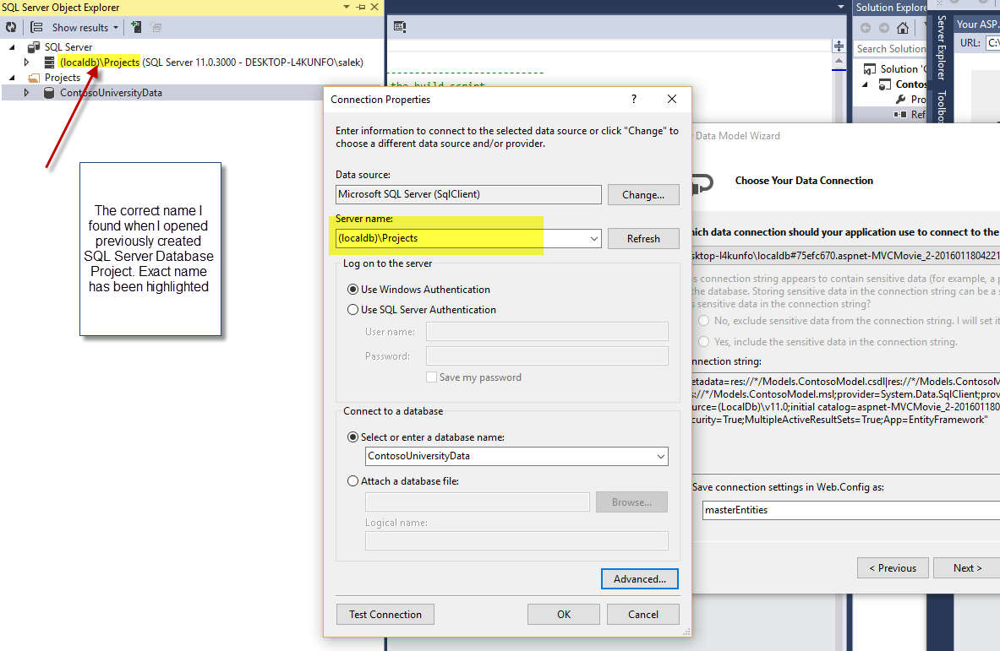 SQL Server Object Explorer
Show results
SQL Server
(localdb)\Projects (SQL Server 11.0.3000 - DESKTOP-L4KUNFO\salek)
Projects
ContosoUniversityData
The correct name I
found when I opened
previously created
SQL Server Database
Project. Exact name
has been highlighted
the build script
Connection Properties
?
Enter information to connect to the selected data source or click "Change" to
choose a different data source and/or provider.
Data source:
Microsoft SQL Server (SqlClient)
Change...
Server name:
(localdb)\Projects
Refresh
Log on to the server
Use Windows Authentication
Use SQL Server Authentication
User name:
Password:
Save my password
Connect to a database
Select or enter a database name:
ContosoUniversityData
Attach a database file:
Browse...
Logical name:
Advanced...
Test Connection
OK
Cancel
Solution Explore
Search Solution
Solution 'C
Contos
Pro
Ref
Server Explorer
Toolbox
Your ASP.
URL: C:\
Data Model Wizard
Choose Your Data Connection
hich data connection should your application use to connect to the
sktop-l4kunfo\localdb#75efc670.aspnet-MVCMovie_2-2016011804221
s connection string appears to contain sensitive data (for example, a p
the database. Storing sensitive data in the connection string can be a s
s sensitive data in the connection string?
No, exclude sensitive data from the connection string. I will set it
Yes, include the sensitive data in the connection string.
nnection string:
etadata=res://*/Models.ContosoModel.csdl|res://*/Models.ContosoM
s://*/Models.ContosoModel.msl;provider=System.Data.SqlClient;prov
ource=(LocalDb)\v11.0;initial catalog=aspnet-MVCMovie_2-201601180
curity=True;MultipleActiveResultSets=True;App=EntityFramework"
Save connection settings in Web.Config as:
masterEntities
< Previous
Next >